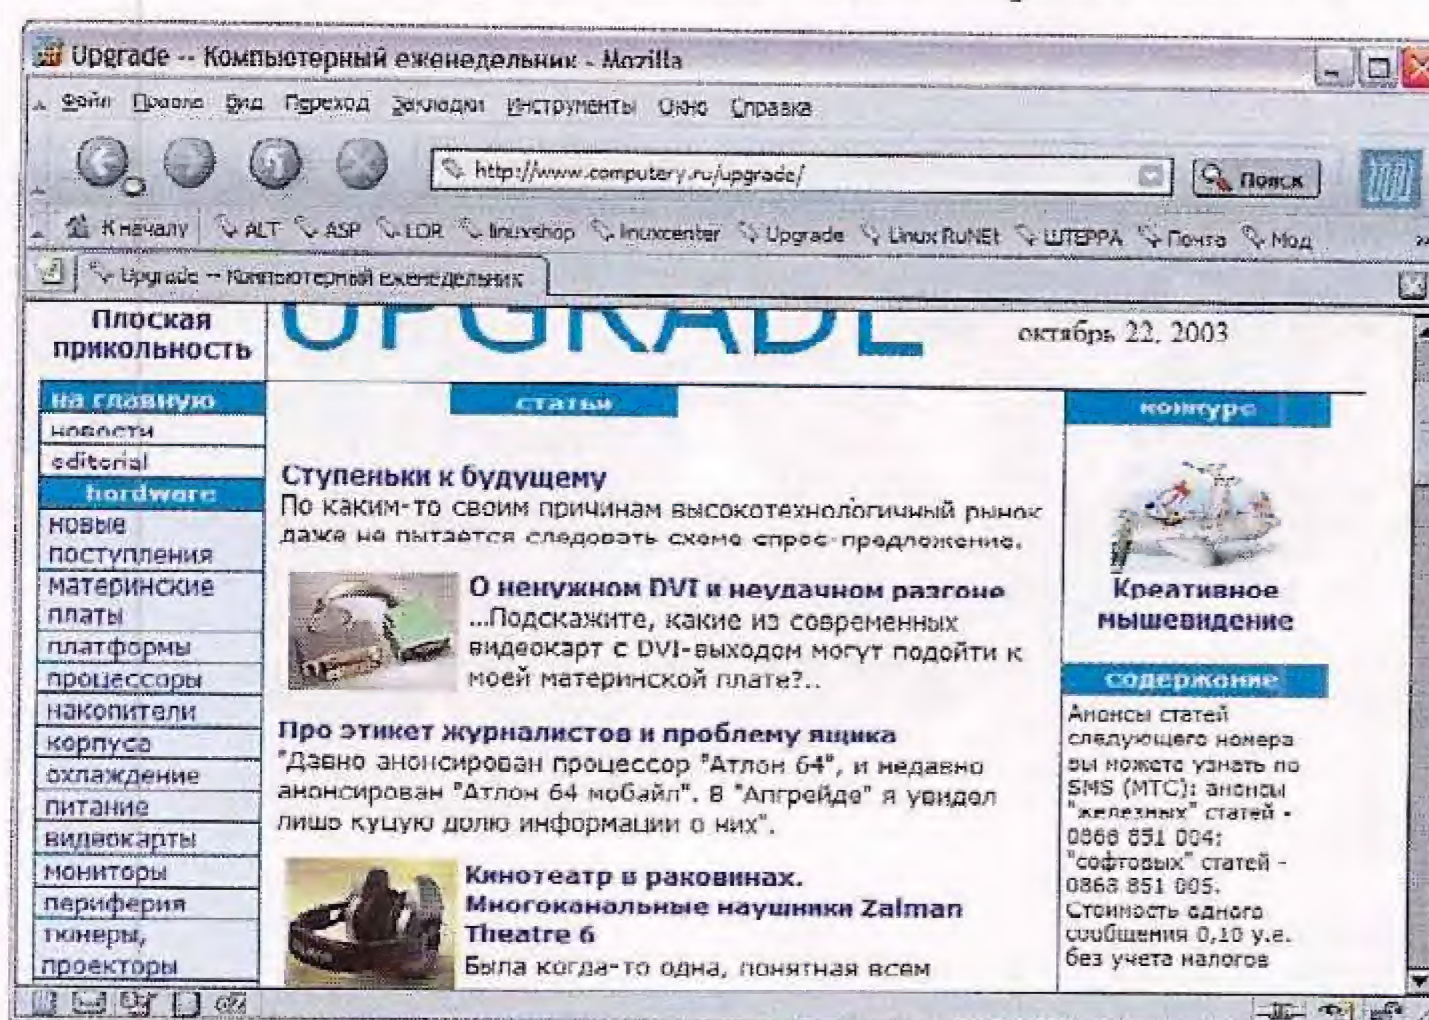 Upgrade -- Компьютерный еженедельник - Mozilla
Файл Правка Вид Переход Закладки Инструменты Окно Справка
http://www.computery.ru/upgrade/ Поиск
К началу ALT ASP LOR linuxshop linuxcenter Upgrade Linux RuNEt ШТЕРРА Почта Мод
Upgrade -- Компьютерный еженедельник
Плоская
прикольность
на главную
новости
editorial
hardware
новые
поступления
материнские
платы
платформы
процессоры
накопители
корпуса
охлаждение
питание
видеокарты
мониторы
периферия
тюнеры,
проекторы
UPGRADE
октябрь 22, 2003
статьи
Ступеньки к будущему
По каким-то своим причинам высокотехнологичный рынок
даже не пытается следовать схеме спрос-предложение.
О ненужном DVI и неудачном разгоне
...Подскажите, какие из современных
видеокарт с DVI-выходом могут подойти к
моей материнской плате?..
Про этикет журналистов и проблему ящика
"Давно анонсирован процессор "Атлон 64", и недавно
анонсирован "Атлон 64 мобайл". В "Апгрейде" я увидел
лишь куцую долю информации о них".
Кинотеатр в раковинах.
Многоканальные наушники Zalman
Theatre 6
Была когда-то одна, понятная всем
конкурс
Креативное
мышевидение
содержание
Анонсы статей
следующего номера
вы можете узнать по
SMS (МТС): анонсы
"железных" статей -
0868 851 004;
"софтовых" статей -
0868 851 005.
Стоимость одного
сообщения 0,10 у.е.
без учета налогов